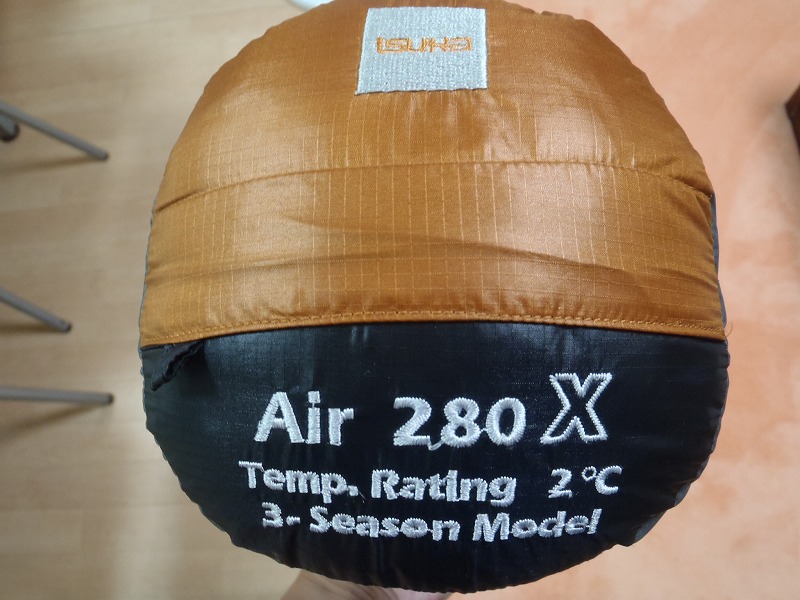 ISUKA
Air 280 X
Temp. Rating 2°C
3-Season Model